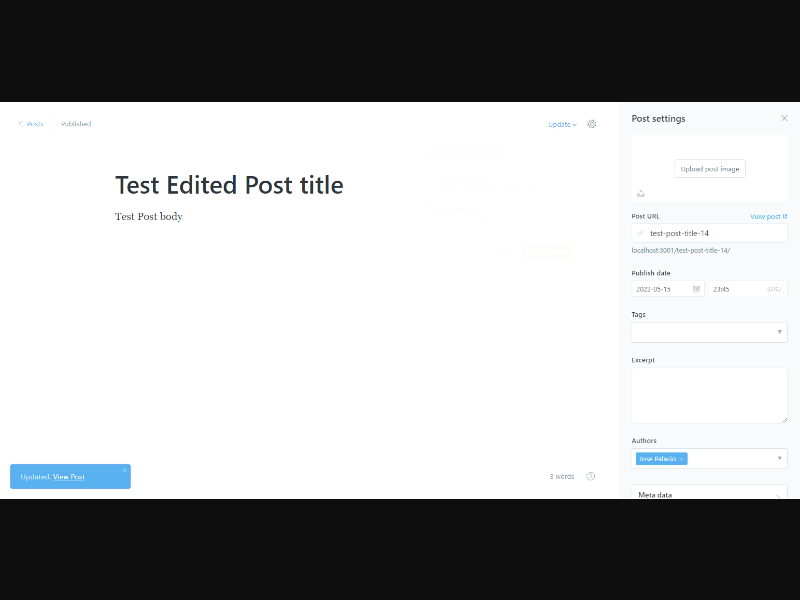 Posts
Published
Update
Test Edited Post title
Test Post body
Updated. View Post
3 words
?
Post settings
Upload post image
Post URL
View post
test-post-title-14
localhost:3001/test-post-title-14/
Publish date
2022-05-15
23:45
(UTC)
Tags
Excerpt
Authors
Jose Palacio ×
Meta data